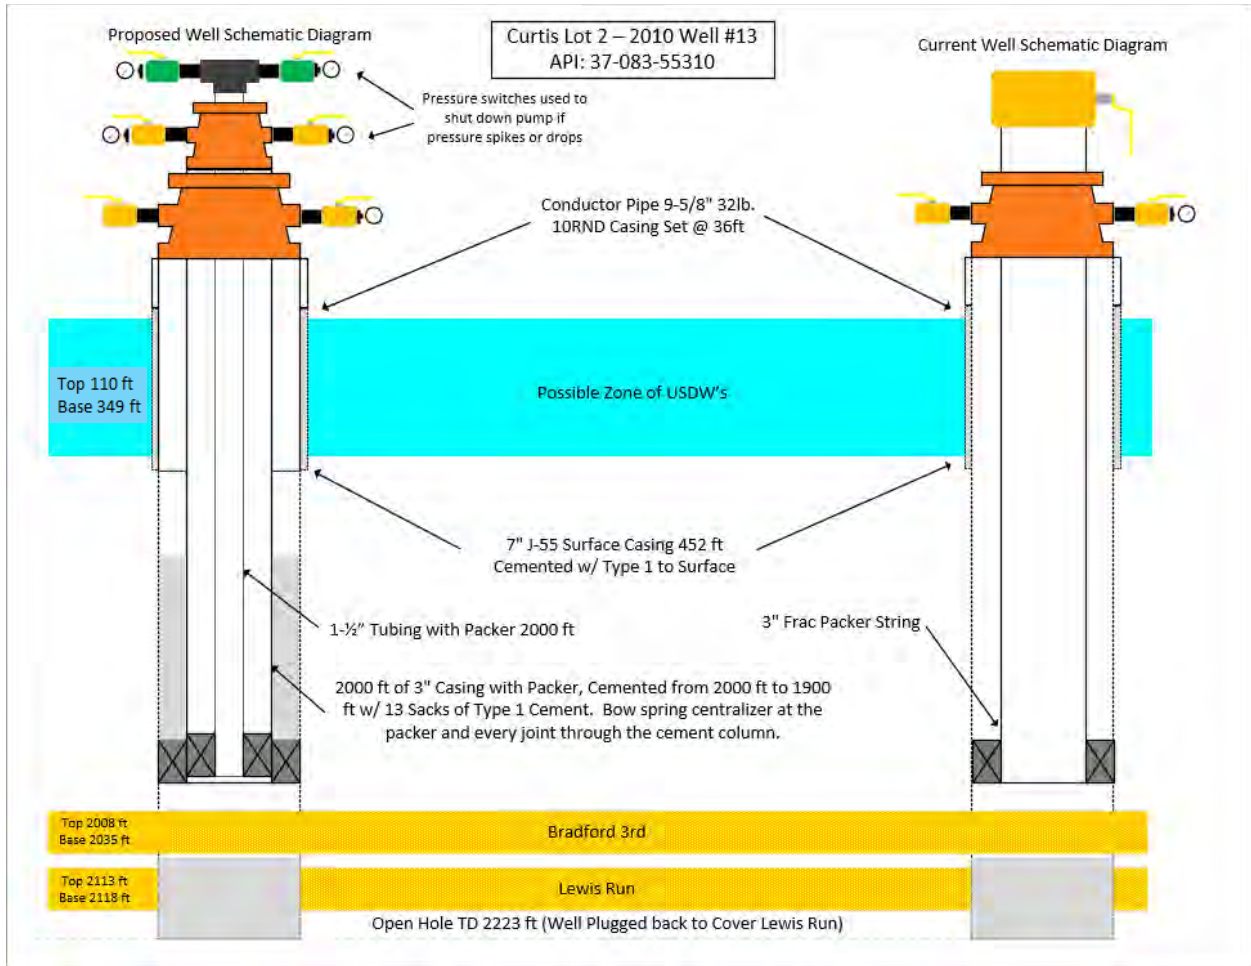 Proposed Well Schematic Diagram
Curtis Lot 2 – 2010 Well #13
API: 37-083-55310
Current Well Schematic Diagram
Pressure switches used to
shut down pump if
pressure spikes or drops
Conductor Pipe 9-5/8" 32lb.
10RND Casing Set @ 36ft
Top 110 ft
Base 349 ft
Possible Zone of USDW's
7" J-55 Surface Casing 452 ft
Cemented w/ Type 1 to Surface
1-½" Tubing with Packer 2000 ft
3" Frac Packer String
2000 ft of 3" Casing with Packer, Cemented from 2000 ft to 1900
ft w/ 13 Sacks of Type 1 Cement.  Bow spring centralizer at the
packer and every joint through the cement column.
Top 2008 ft
Base 2035 ft
Bradford 3rd
Top 2113 ft
Base 2118 ft
Lewis Run
Open Hole TD 2223 ft (Well Plugged back to Cover Lewis Run)